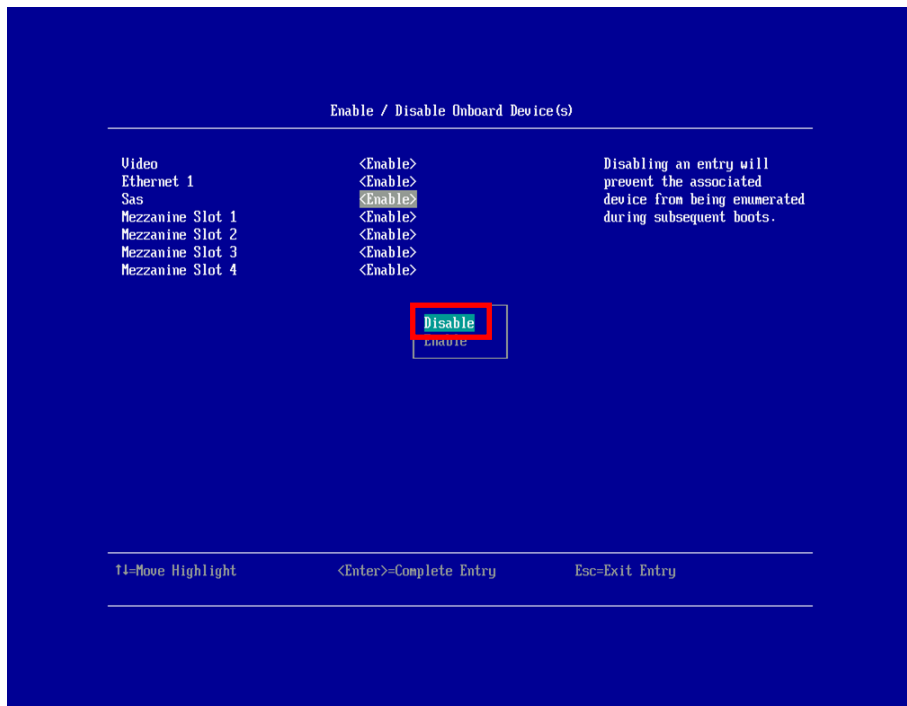 Enable / Disable Onboard Device(s)
Video <Enable>
Ethernet 1 <Enable>
Sas <Enable>
Mezzanine Slot 1 <Enable>
Mezzanine Slot 2 <Enable>
Mezzanine Slot 3 <Enable>
Mezzanine Slot 4 <Enable>
Disabling an entry will
prevent the associated
device from being enumerated
during subsequent boots.
Disable
Enable
↑↓=Move Highlight <Enter>=Complete Entry Esc=Exit Entry